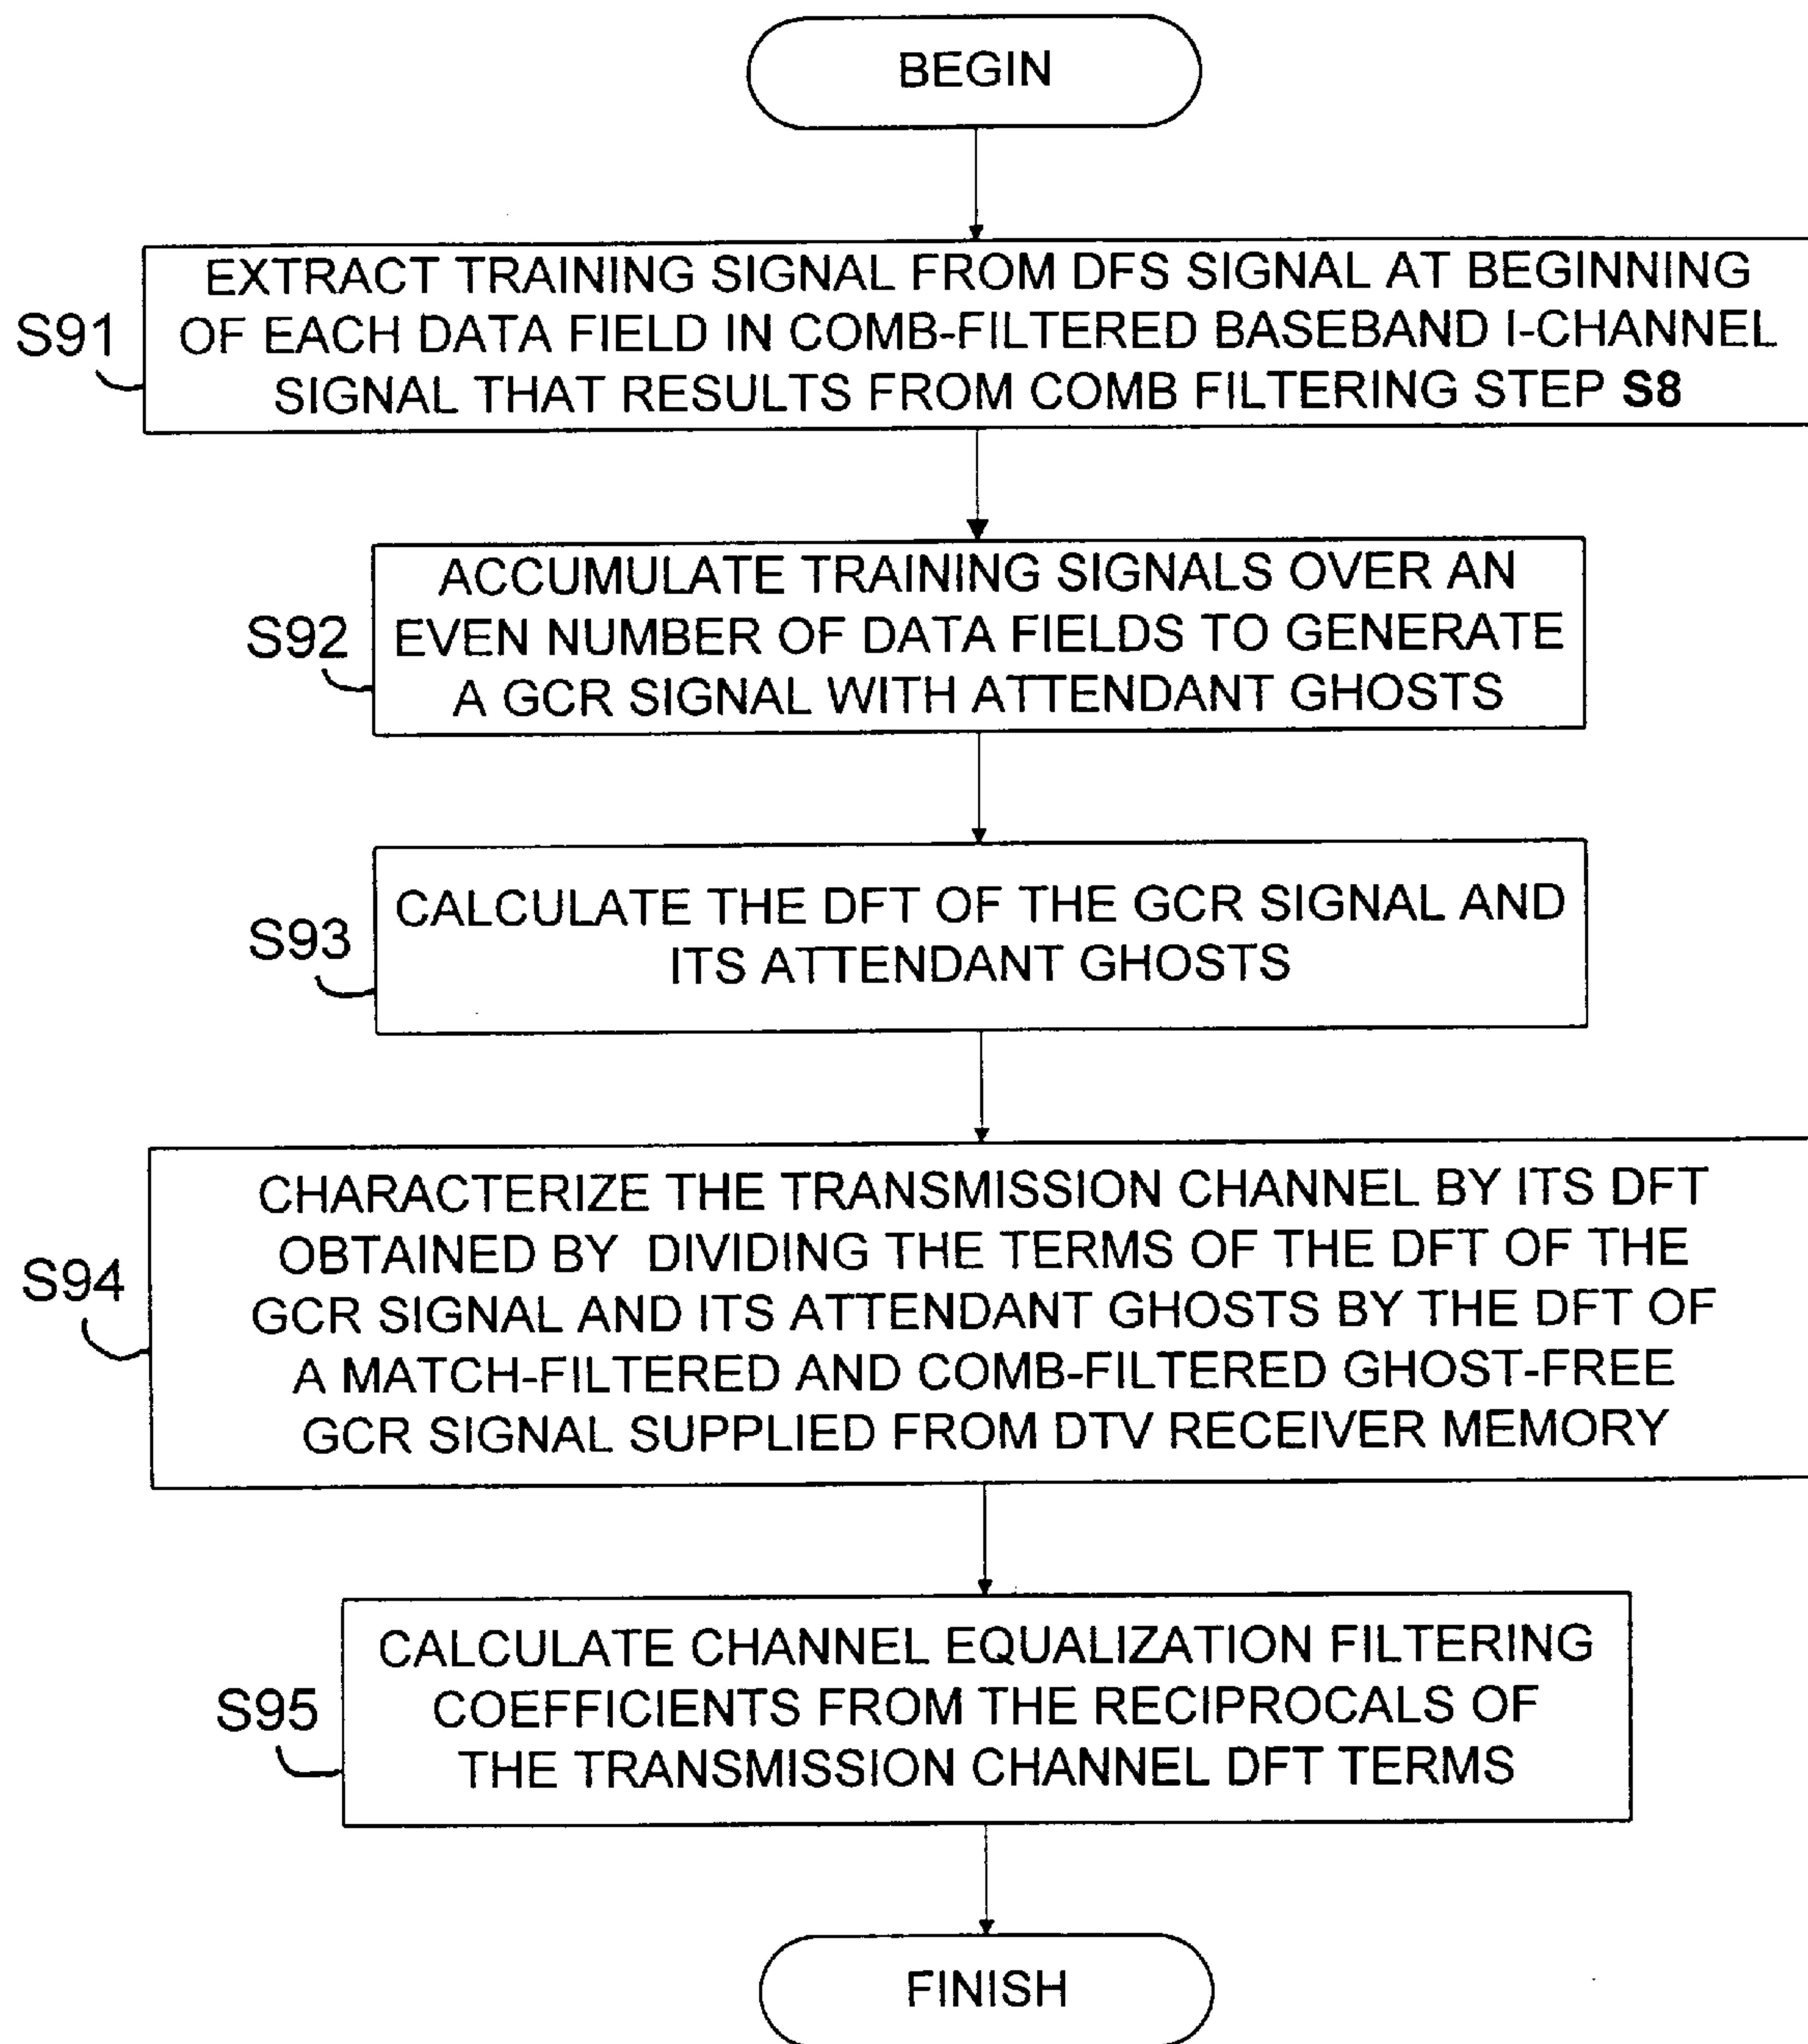 BEGIN
S91
EXTRACT TRAINING SIGNAL FROM DFS SIGNAL AT BEGINNING
OF EACH DATA FIELD IN COMB-FILTERED BASEBAND I-CHANNEL
SIGNAL THAT RESULTS FROM COMB FILTERING STEP S8
S92
ACCUMULATE TRAINING SIGNALS OVER AN
EVEN NUMBER OF DATA FIELDS TO GENERATE
A GCR SIGNAL WITH ATTENDANT GHOSTS
S93
CALCULATE THE DFT OF THE GCR SIGNAL AND
ITS ATTENDANT GHOSTS
S94
CHARACTERIZE THE TRANSMISSION CHANNEL BY ITS DFT
OBTAINED BY DIVIDING THE TERMS OF THE DFT OF THE
GCR SIGNAL AND ITS ATTENDANT GHOSTS BY THE DFT OF
A MATCH-FILTERED AND COMB-FILTERED GHOST-FREE
GCR SIGNAL SUPPLIED FROM DTV RECEIVER MEMORY
S95
CALCULATE CHANNEL EQUALIZATION FILTERING
COEFFICIENTS FROM THE RECIPROCALS OF
THE TRANSMISSION CHANNEL DFT TERMS
FINISH